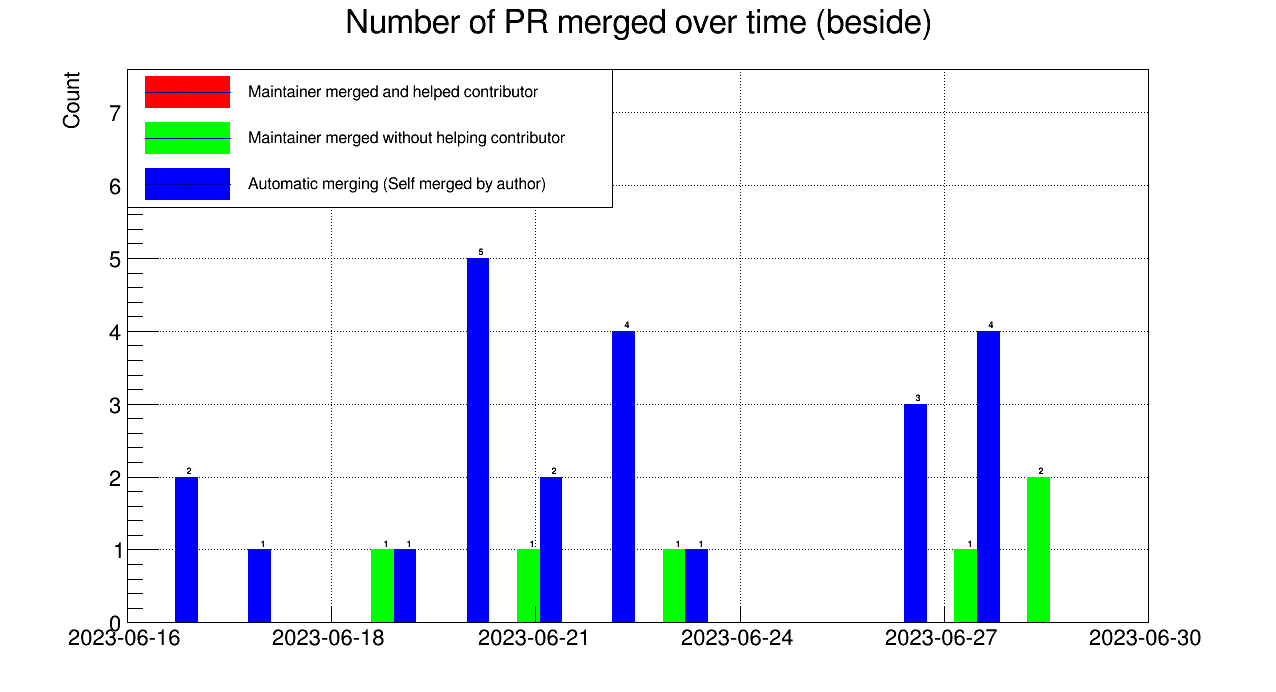 Number of PR merged over time (beside)
Count
Maintainer merged and helped contributor
Maintainer merged without helping contributor
Automatic merging (Self merged by author)
7
6
5
4
3
2
1
0
2 1 1 1 5 1 2 4 1 1 3 1 4 2
2023-06-16 2023-06-18 2023-06-21 2023-06-24 2023-06-27 2023-06-30